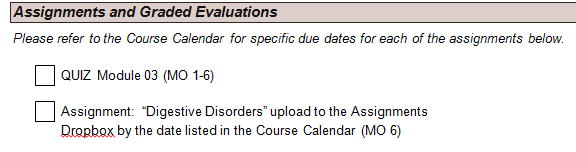 Assignments and Graded Evaluations
Please refer to the Course Calendar for specific due dates for each of the assignments below.
QUIZ Module 03 (MO 1-6)
Assignment: “Digestive Disorders” upload to the Assignments
Dropbox by the date listed in the Course Calendar (MO 6)